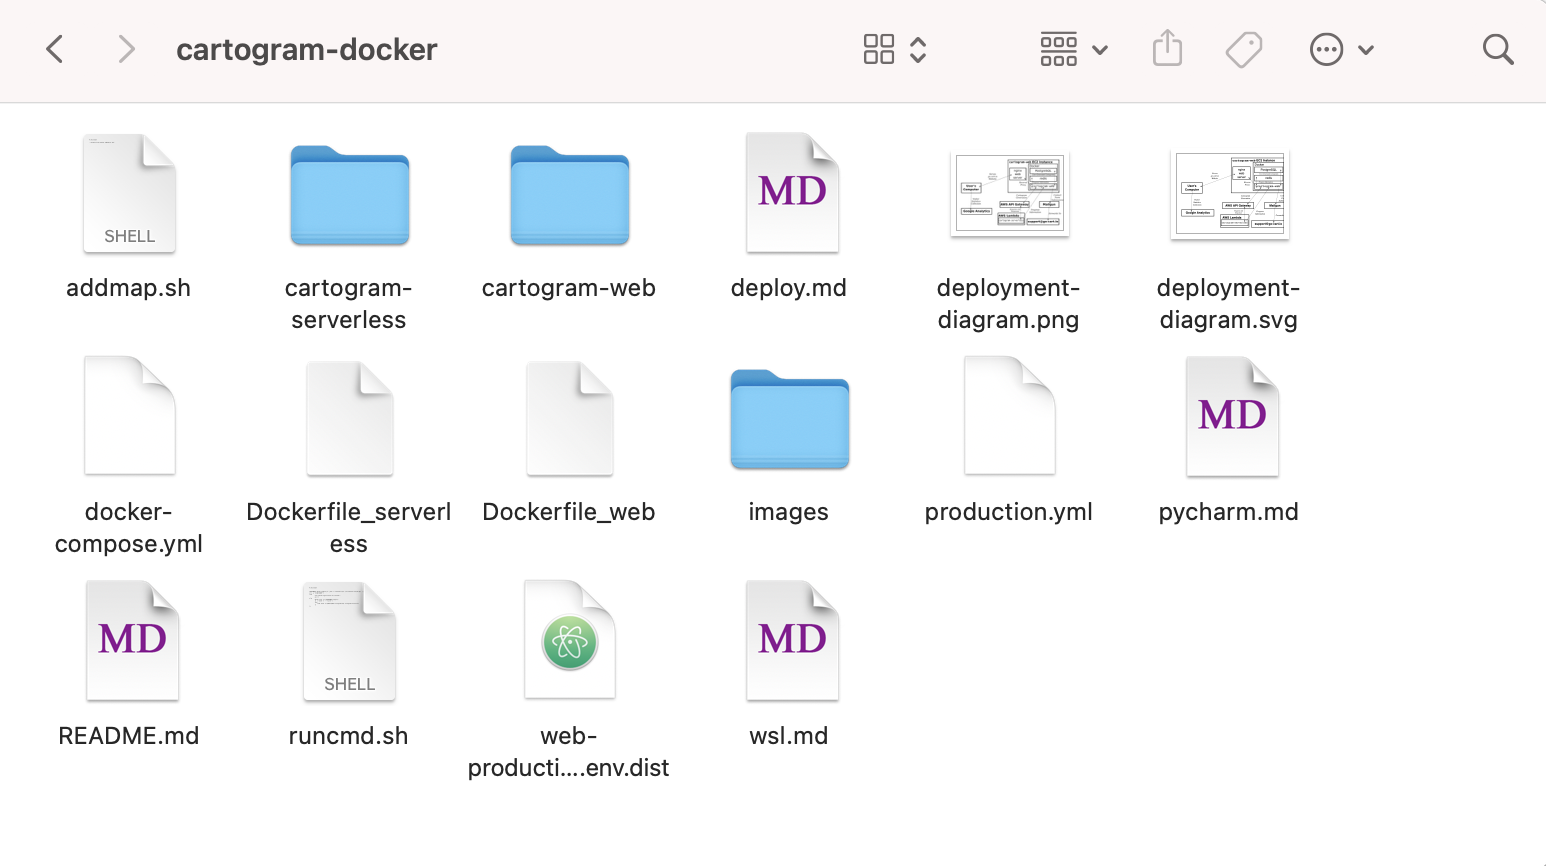 cartogram-docker
SHELL
MD
addmap.sh
cartogram-
serverless
cartogram-web
deploy.md
deployment-
diagram.png
deployment-
diagram.svg
MD
docker-
compose.yml
Dockerfile_serverl
ess
Dockerfile_web
images
production.yml
pycharm.md
MD
SHELL
MD
README.md
runcmd.sh
web-
producti....env.dist
wsl.md